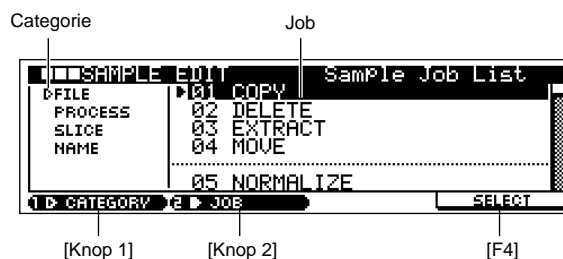 Categorie Job
SAMPLE EDIT Sample Job List
FILE 01 COPY
PROCESS 02 DELETE
SLICE 03 EXTRACT
NAME 04 MOVE
05 NORMALIZE
1 CATEGORY 2 JOB SELECT
[Knop 1] [Knop 2] [F4]